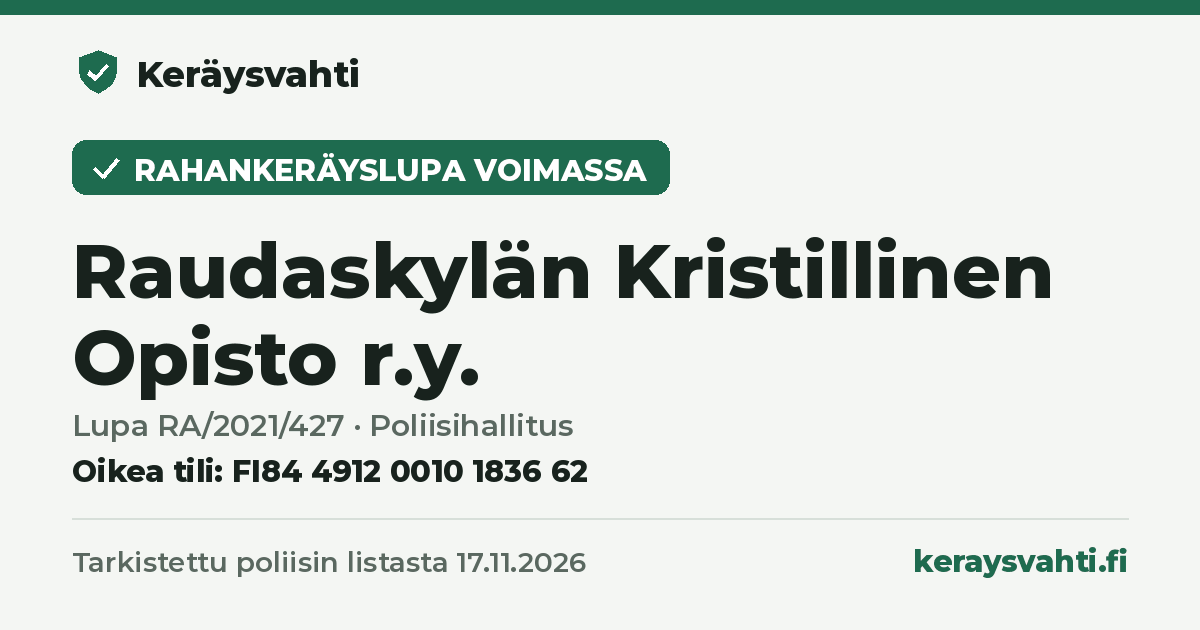 Keräysvahti
RAHANKERÄYSLUPA VOIMASSA
Raudaskylän Kristillinen
Opisto r.y.
Lupa RA/2021/427 · Poliisihallitus
Oikea tili: FI84 4912 0010 1836 62
Tarkistettu poliisin listasta 17.11.2026
keraysvahti.fi